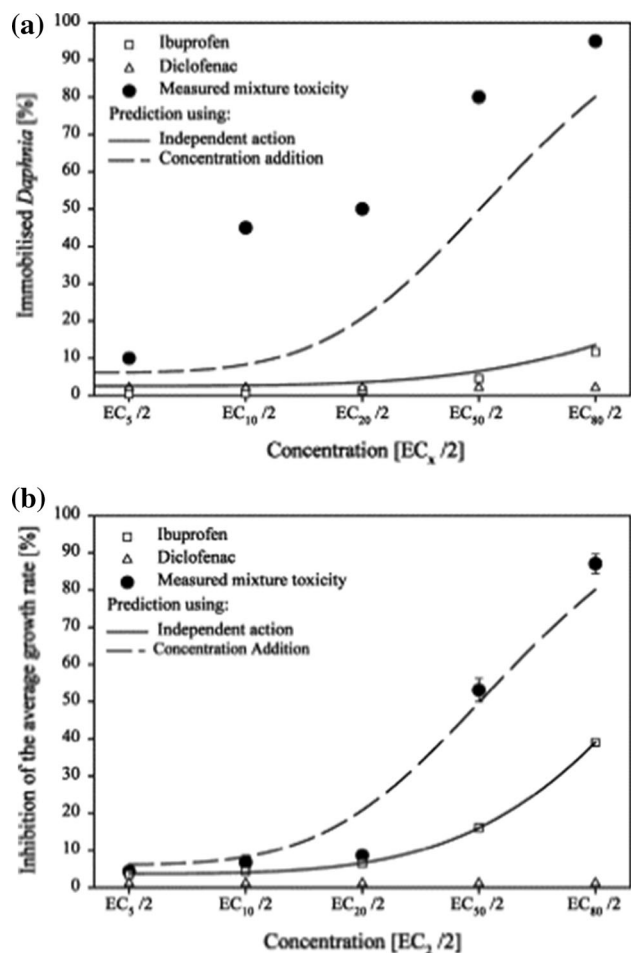 (a)
100
90
80
70
60
50
40
30
20
10
0
Immobilised Daphnia [%]
Ibuprofen
Diclofenac
Measured mixture toxicity
Prediction using:
Independent action
Concentration addition
EC5 /2
EC10 /2
EC20 /2
EC50 /2
EC80 /2
Concentration [ECx /2]
(b)
100
90
80
70
60
50
40
30
20
10
0
Inhibition of the average growth rate [%]
Ibuprofen
Diclofenac
Measured mixture toxicity
Prediction using:
Independent action
Concentration Addition
EC5 /2
EC10 /2
EC20 /2
EC50 /2
EC80 /2
Concentration [EC2 /2]